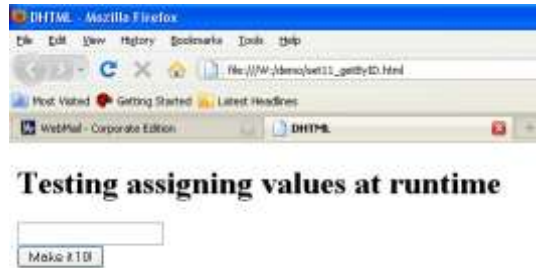 DHTML - Mozilla Firefox
File Edit View History Bookmarks Tools Help
file:///W:/demo/set11_getByID.html
Most Visited Getting Started Latest Headlines
WebMail - Corporate Edition DHTML
Testing assigning values at runtime
Make it 10!